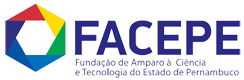 FACEPE
Fundação de Amparo à Ciência
e Tecnologia do Estado de Pernambuco